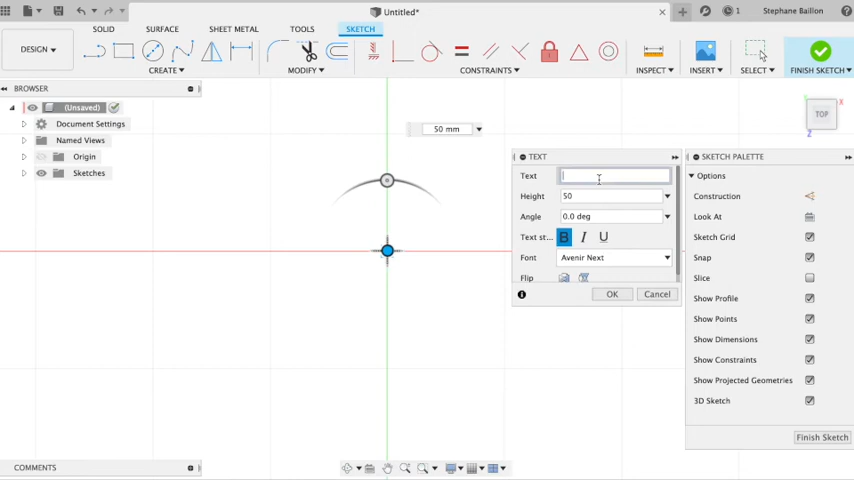 Untitled*
1
Stephane Baillon
DESIGN
SOLID
SURFACE
SHEET METAL
TOOLS
SKETCH
CREATE
MODIFY
CONSTRAINTS
INSPECT
INSERT
SELECT
FINISH SKETCH
BROWSER
(Unsaved)
Document Settings
Named Views
Origin
Sketches
50 mm
TOP
X
Z
TEXT
Text
Height
50
Angle
0.0 deg
Text st...
B I U
Font
Avenir Next
Flip
OK
Cancel
SKETCH PALETTE
Options
Construction
Look At
Sketch Grid
Snap
Slice
Show Profile
Show Points
Show Dimensions
Show Constraints
Show Projected Geometries
3D Sketch
Finish Sketch
COMMENTS